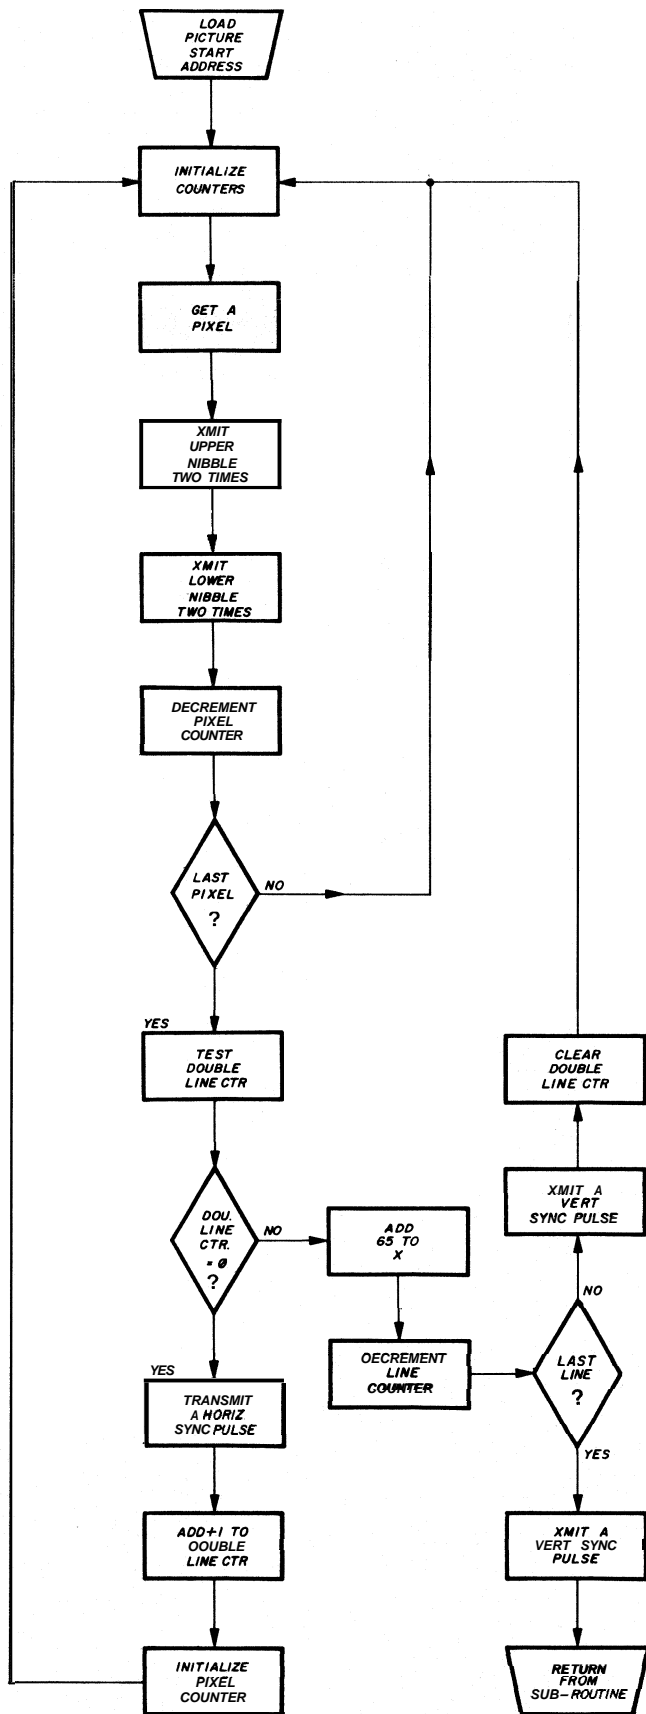 LOAD
PICTURE
START
ADDRESS
INITIALIZE
COUNTERS
GET A
PIXEL
XMIT
UPPER
NIBBLE
TWO TIMES
XMIT
LOWER
NIBBLE
TWO TIMES
DECREMENT
PIXEL
COUNTER
LAST
PIXEL
?
NO
YES
TEST
DOUBLE
LINE CTR
DOU.
LINE
CTR.
= Ø
?
NO
YES
ADD
65 TO
X
OECREMENT
LINE
COUNTER
LAST
LINE
?
NO
YES
XMIT A
VERT
SYNC PULSE
CLEAR
DOUBLE
LINE CTR
XMIT A
VERT SYNC
PULSE
RETURN
FROM
SUB-ROUTINE
TRANSMIT
A HORIZ
SYNC PULSE
ADD+1 TO
OOUBLE
LINE CTR
INITIALIZE
PIXEL
COUNTER